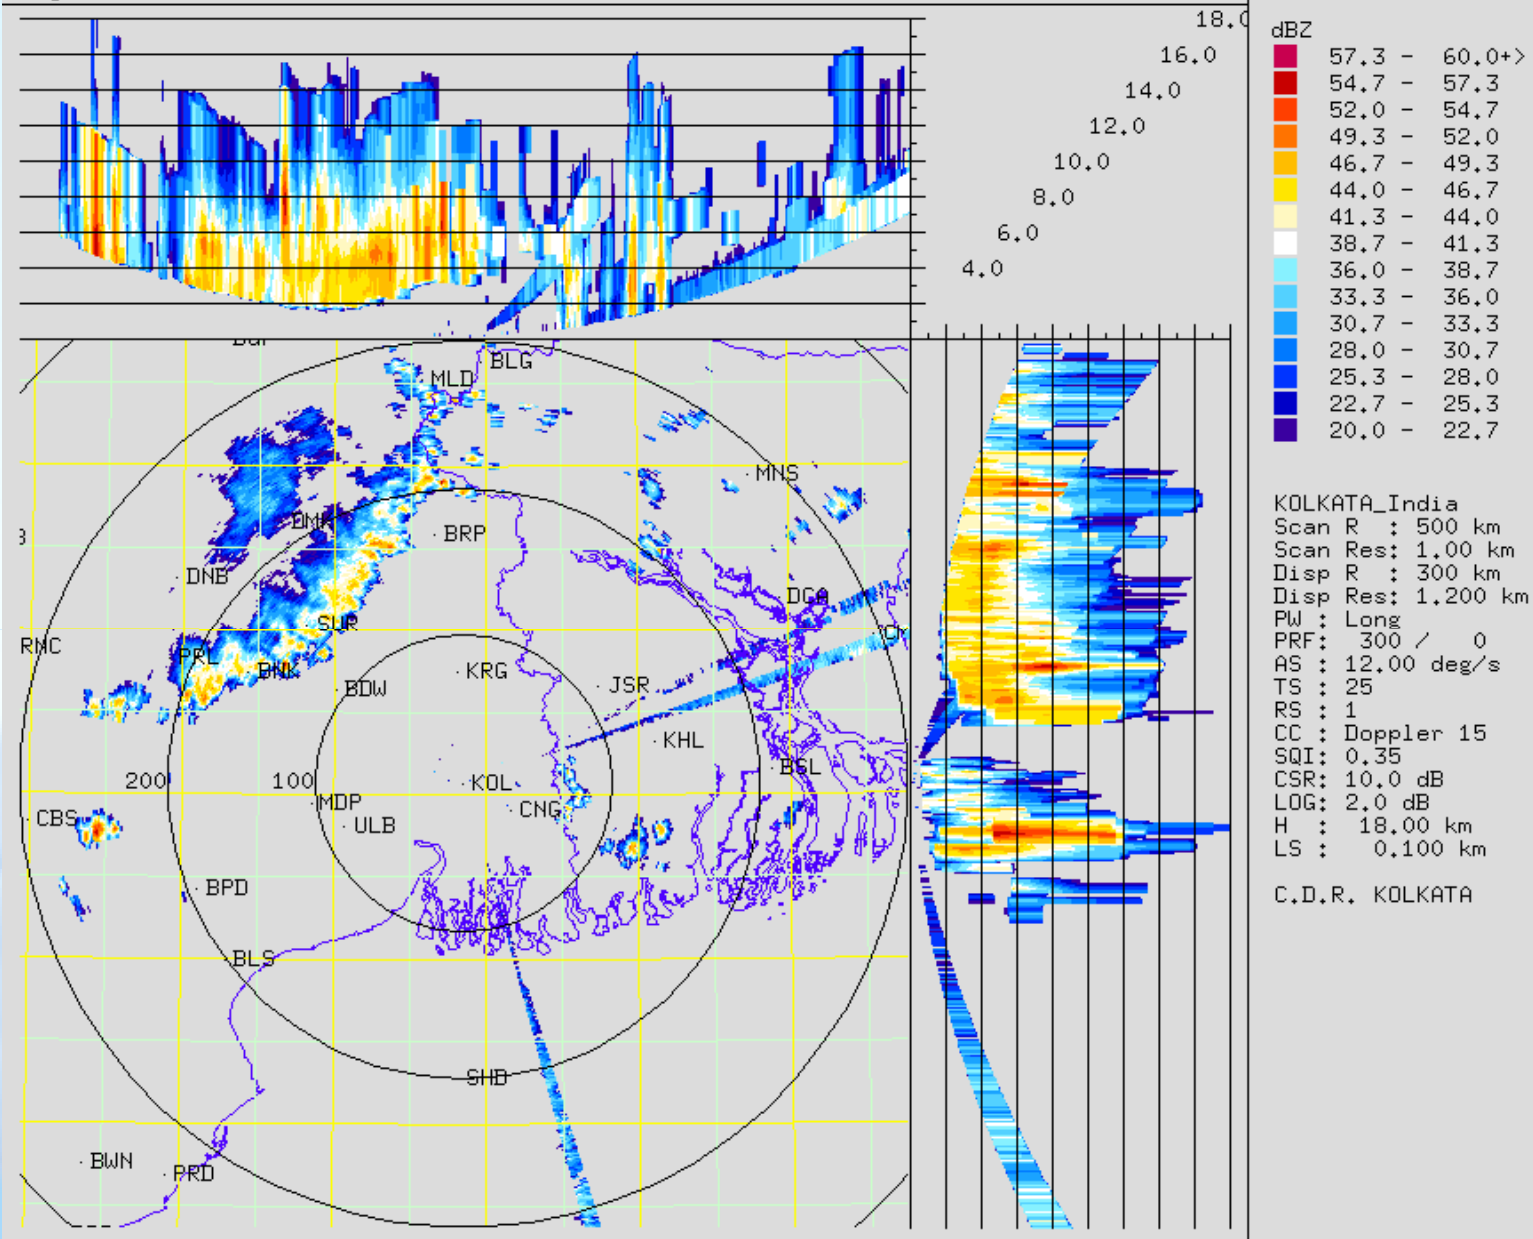 18.0
16.0
14.0
12.0
10.0
8.0
6.0
4.0
dBZ
57.3 - 60.0+>
54.7 - 57.3
52.0 - 54.7
49.3 - 52.0
46.7 - 49.3
44.0 - 46.7
41.3 - 44.0
38.7 - 41.3
36.0 - 38.7
33.3 - 36.0
30.7 - 33.3
28.0 - 30.7
25.3 - 28.0
22.7 - 25.3
20.0 - 22.7
KOLKATA_India
Scan R : 500 km
Scan Res: 1.00 km
Disp R : 300 km
Disp Res: 1.200 km
PW : Long
PRF: 300 / 0
AS : 12.00 deg/s
TS : 25
RS : 1
CC : Doppler 15
SQI: 0.35
CSR: 10.0 dB
LOG: 2.0 dB
H : 18.00 km
LS : 0.100 km
C.D.R. KOLKATA
BLG
MLD
MNS
DMK
BRP
DNB
DGA
SUR
RNC
PRL
BNK
BDW
KRG
JSR
KHL
BSL
200
100
KOL
MDP
CNG
CBS
ULB
BPD
BLS
SHD
BWN
PRD